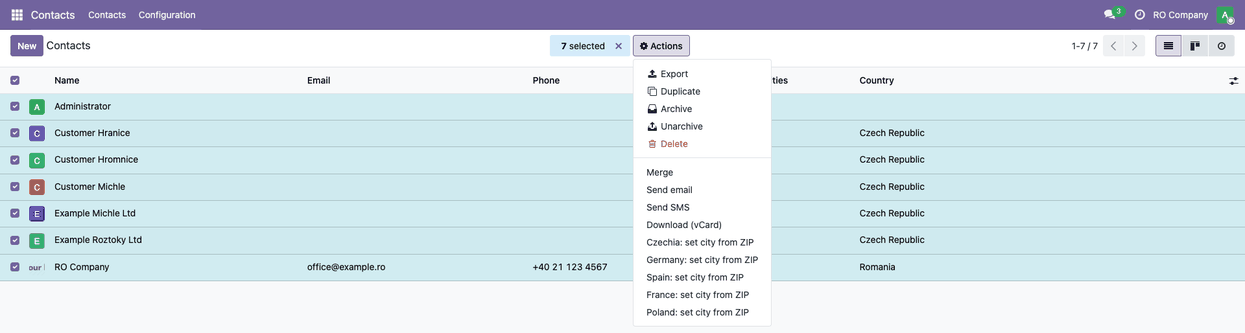 Contacts Contacts Configuration 3 RO Company A
New Contacts 7 selected Actions 1-7 / 7
Name Email Phone ties Country
A Administrator
C Customer Hranice Czech Republic
C Customer Hromnice Czech Republic
C Customer Michle Czech Republic
E Example Michle Ltd Czech Republic
E Example Roztoky Ltd Czech Republic
our RO Company office@example.ro +40 21 123 4567 Romania
Export
Duplicate
Archive
Unarchive
Delete
Merge
Send email
Send SMS
Download (vCard)
Czechia: set city from ZIP
Germany: set city from ZIP
Spain: set city from ZIP
France: set city from ZIP
Poland: set city from ZIP